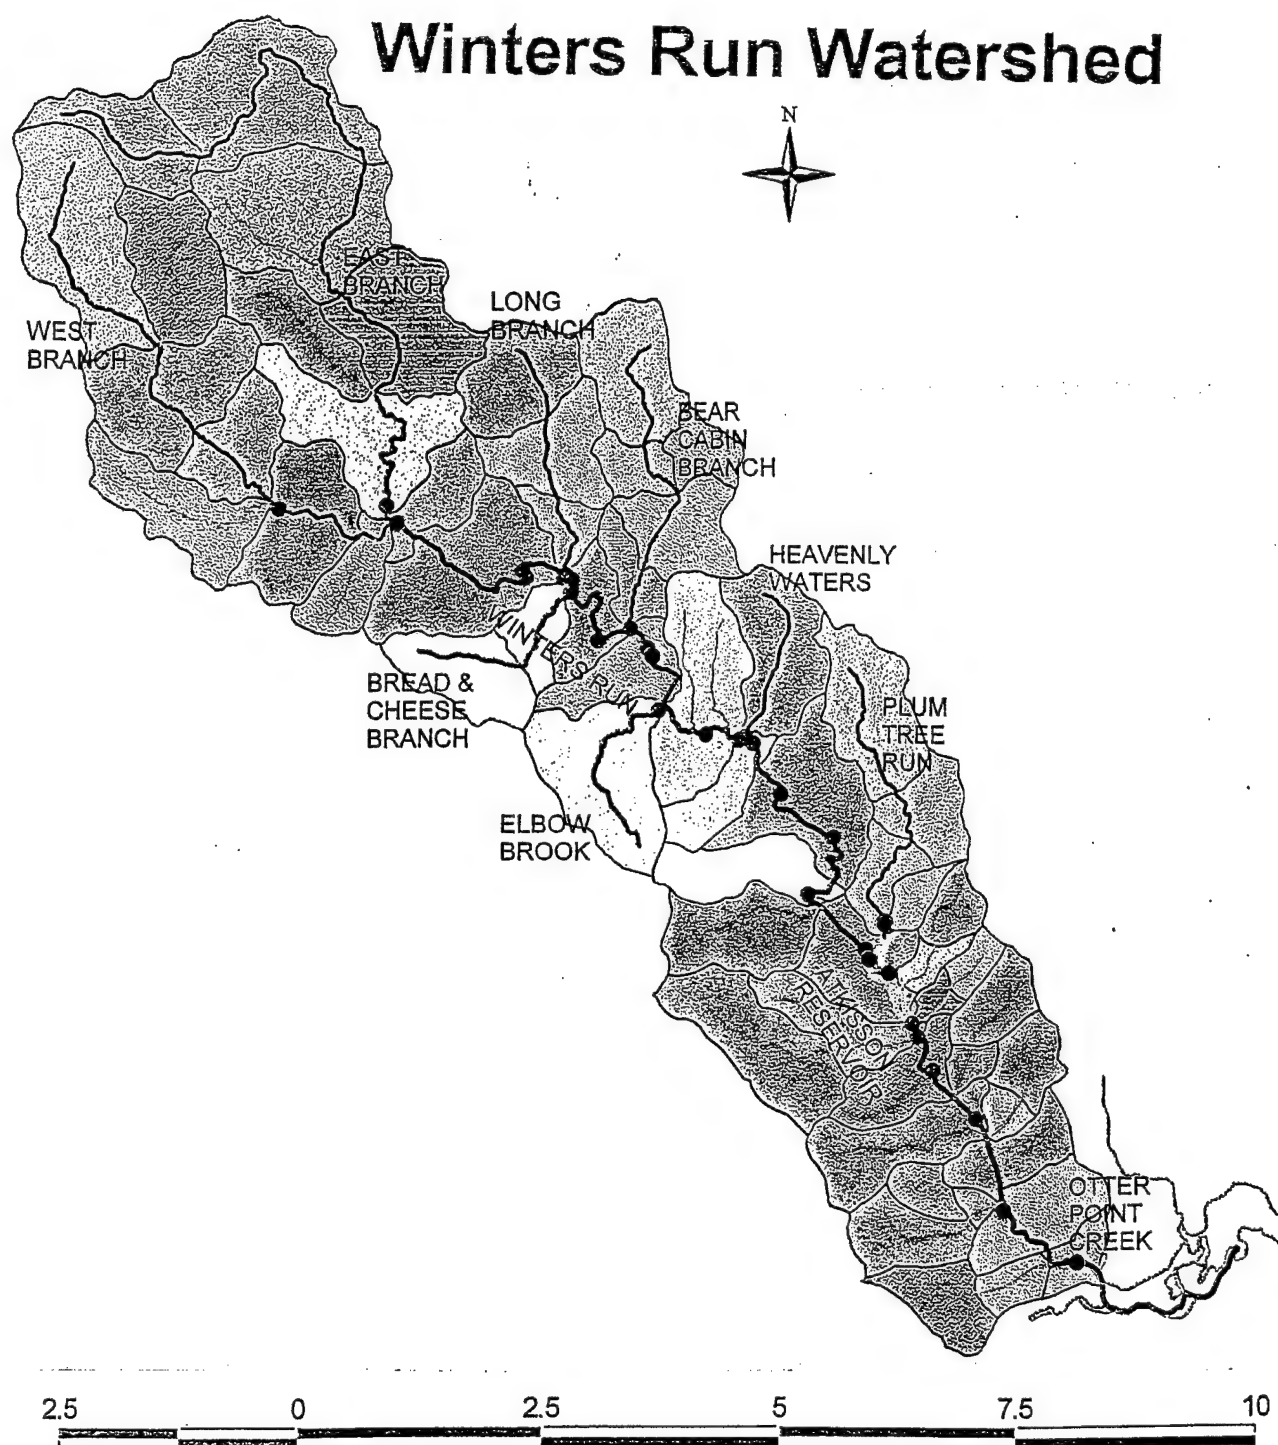 Winters Run Watershed
N
EAST
BRANCH
LONG
BRANCH
WEST
BRANCH
BEAR
CABIN
BRANCH
HEAVENLY
WATERS
WINTERS RUN
BREAD &
CHEESE
BRANCH
PLUM
TREE
RUN
ELBOW
BROOK
ATKISSON
RESERVOIR
OTTER
POINT
CREEK
2.5 0 2.5 5 7.5 10